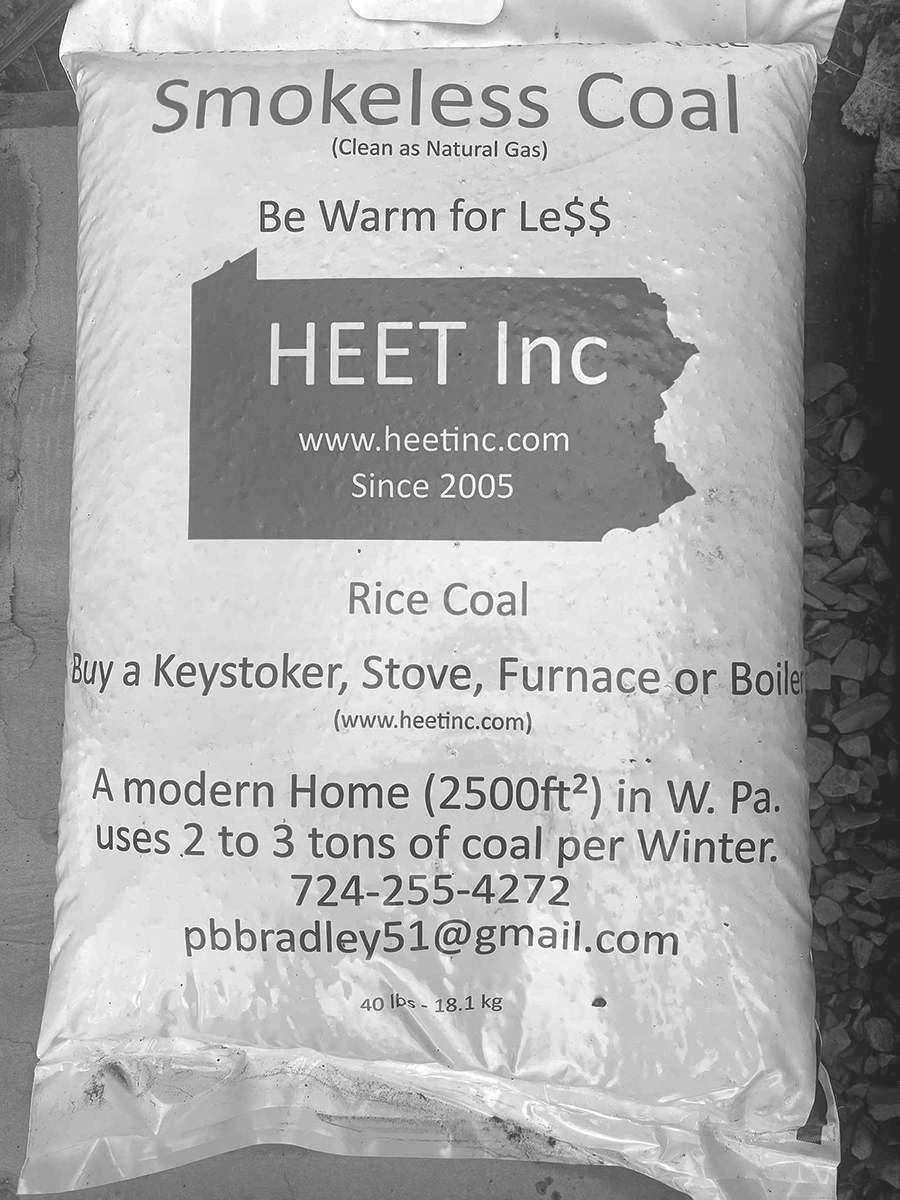 Smokeless Coal
(Clean as Natural Gas)
Be Warm for Le$$
HEET Inc
www.heetinc.com
Since 2005
Rice Coal
Buy a Keystoker, Stove, Furnace or Boiler
(www.heetinc.com)
A modern Home (2500ft²) in W. Pa.
uses 2 to 3 tons of coal per Winter.
724-255-4272
pbbradley51@gmail.com
40 lbs - 18.1 kg